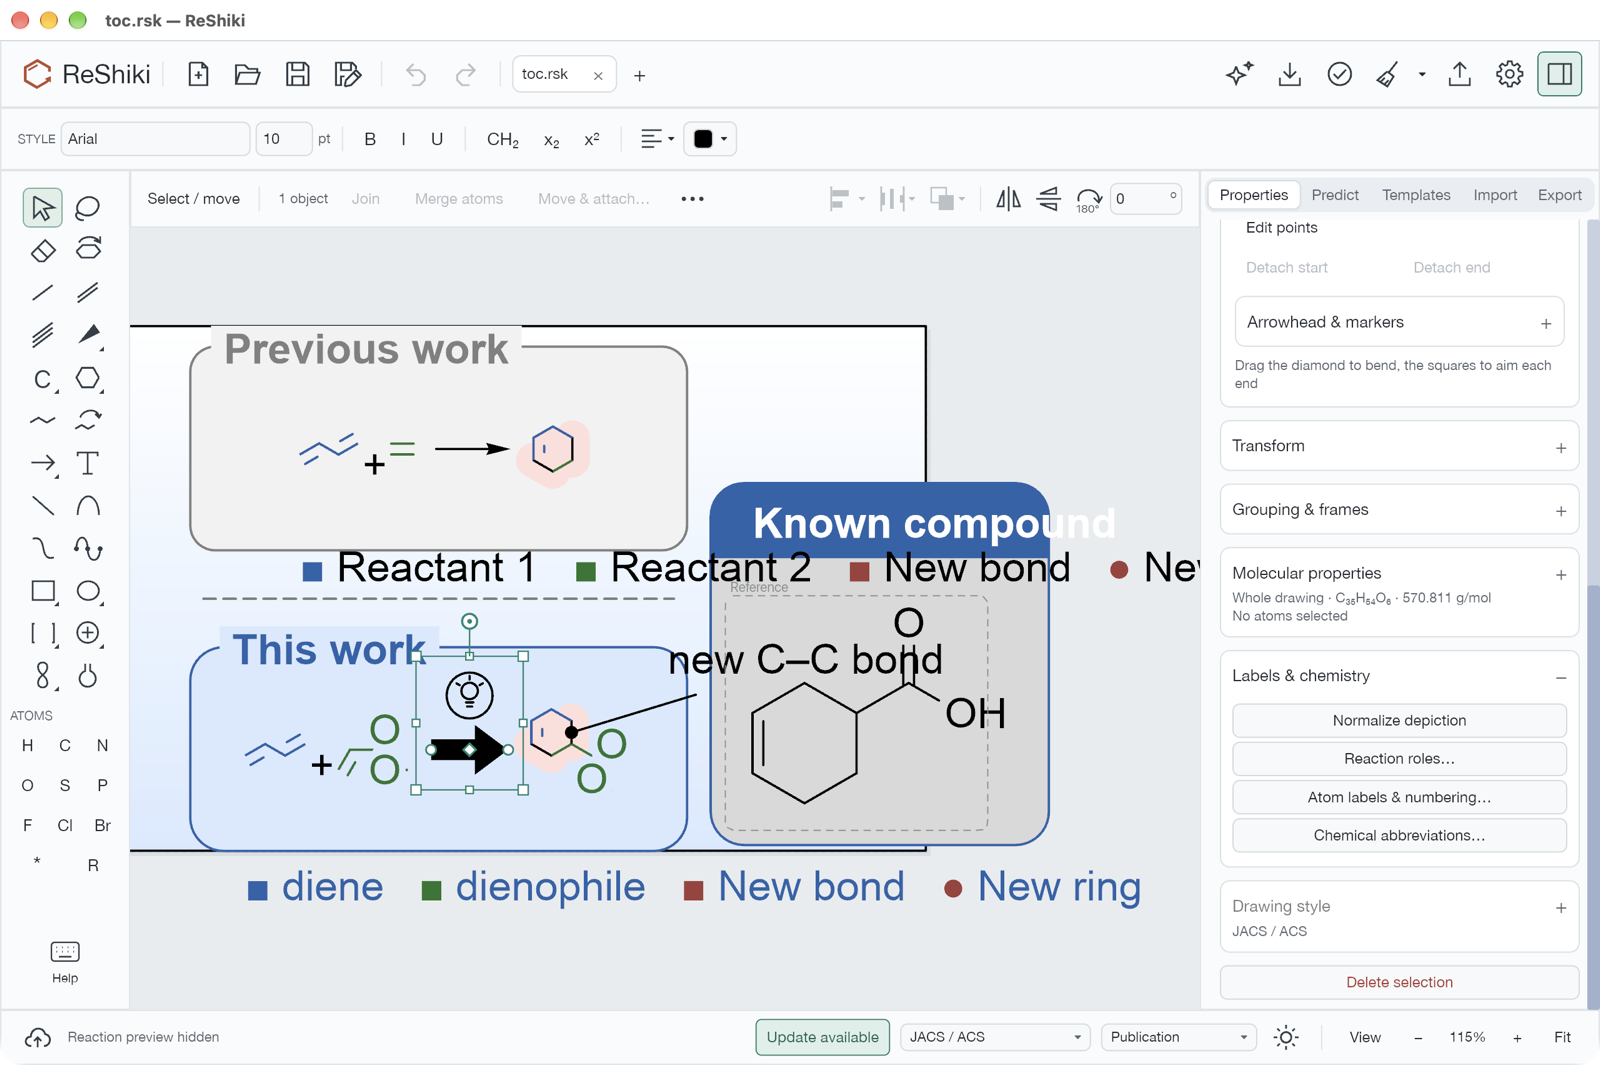 toc.rsk — ReShiki
ReShiki
toc.rsk × +
STYLE Arial 10 pt B I U CH₂ x₂ x²
Select / move 1 object Join Merge atoms Move & attach… ••• 180° 0 °
Properties Predict Templates Import Export
Edit points
Detach start Detach end
Arrowhead & markers +
Drag the diamond to bend, the squares to aim each
end
Transform +
Grouping & frames +
Molecular properties +
Whole drawing · C₃₅H₅₄O₆ · 570.811 g/mol
No atoms selected
Labels & chemistry –
Normalize depiction
Reaction roles…
Atom labels & numbering…
Chemical abbreviations…
Drawing style +
JACS / ACS
Delete selection
C
T
[ ]
ATOMS
H C N
O S P
F Cl Br
* R
Help
Previous work
+
Known compound
Reactant 1 Reactant 2 New bond New
Reference
This work
new C–C bond
O
OH
+
O
O
O
O
diene dienophile New bond New ring
Reaction preview hidden
Update available JACS / ACS Publication View – 115% + Fit